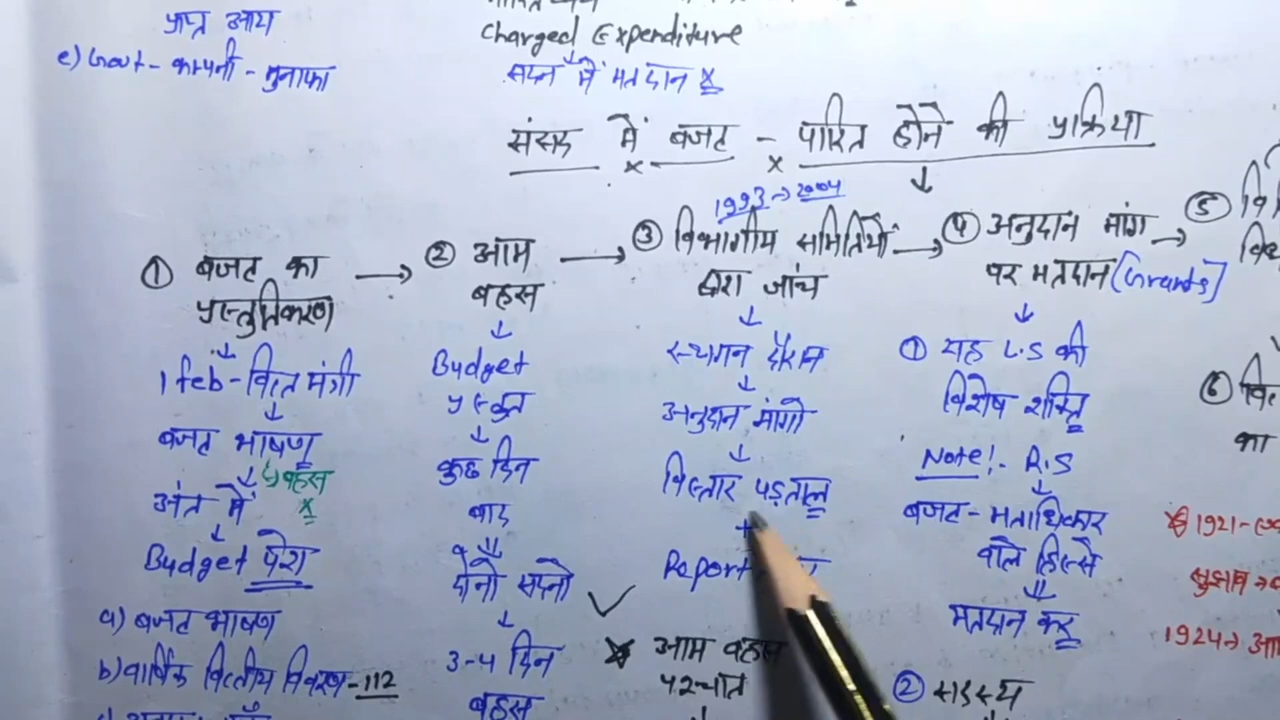 प्राप्त आय
e) Govt - कम्पनी - मुनाफा
Charged Expenditure
सदन में मतदान x
संसद में बजट - पारित होने की प्रक्रिया
1993 → 2004
① बजट का
प्रस्तुतिकरण
1 feb - वित्त मंत्री
बजट भाषण
↳ बहस
x
अंत में
Budget पेश
a) बजट भाषण
b) वार्षिक वित्तीय विवरण - 112
② आम
बहस
Budget
प्रस्तुत
कुछ दिन
बाद
दोनो सदनो
3-4 दिन
बहस
③ विभागीय समितियों
द्वारा जांच
स्थगन दौरान
अनुदान मांगो
विस्तार पड़ताल
+
Report
आम बहस
पश्चात
④ अनुदान मांग
पर मतदान [Grants]
① यह L.S की
विशेष शक्ति
Note!- R.S
बजट - मताधिकार
वाले हिस्से
मतदान कर
② सदस्य
⑤
⑥
का
1921 -
सुझाव →
1924 →